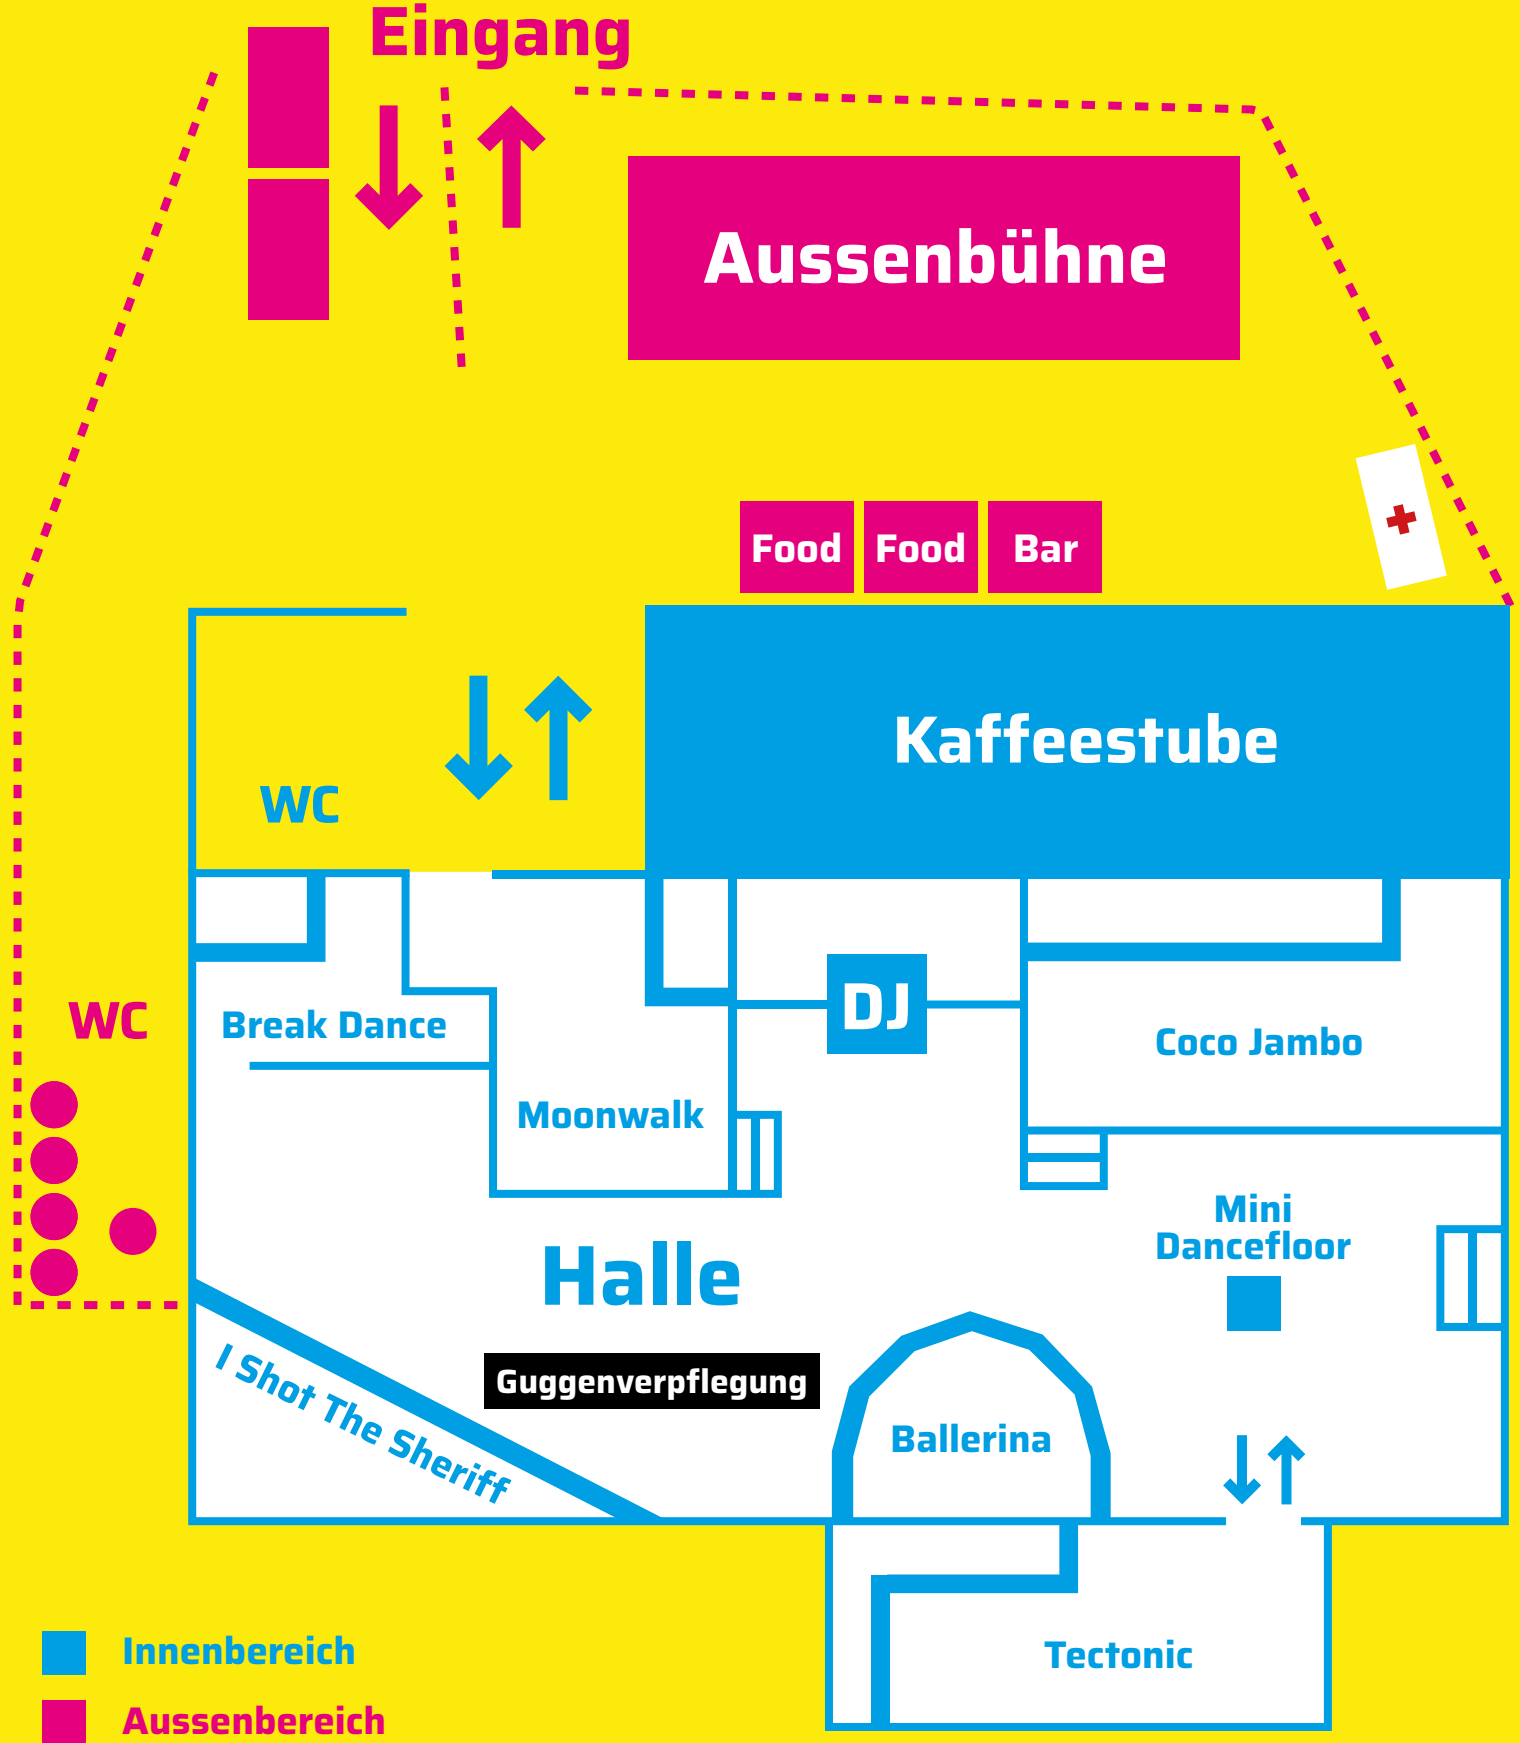 Eingang
Aussenbühne
Food
Food
Bar
Kaffeestube
WC
DJ
WC
Break Dance
Coco Jambo
Moonwalk
Mini
Dancefloor
Halle
Guggenverpflegung
I Shot The Sheriff
Ballerina
Tectonic
Innenbereich
Aussenbereich